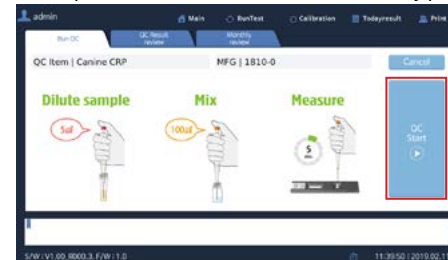 admin
Main
RunTest
Calibration
Todayresult
Print
Run QC
QC Result
review
Monthly
review
QC Item | Canine CRP
MFG | 1810-0
Cancel
Dilute sample
Mix
Measure
5ul
100ul
5
QC
Start
S/W : V1.00_R000.3, F/W : 1.0
11:39:50 | 2019.02.1